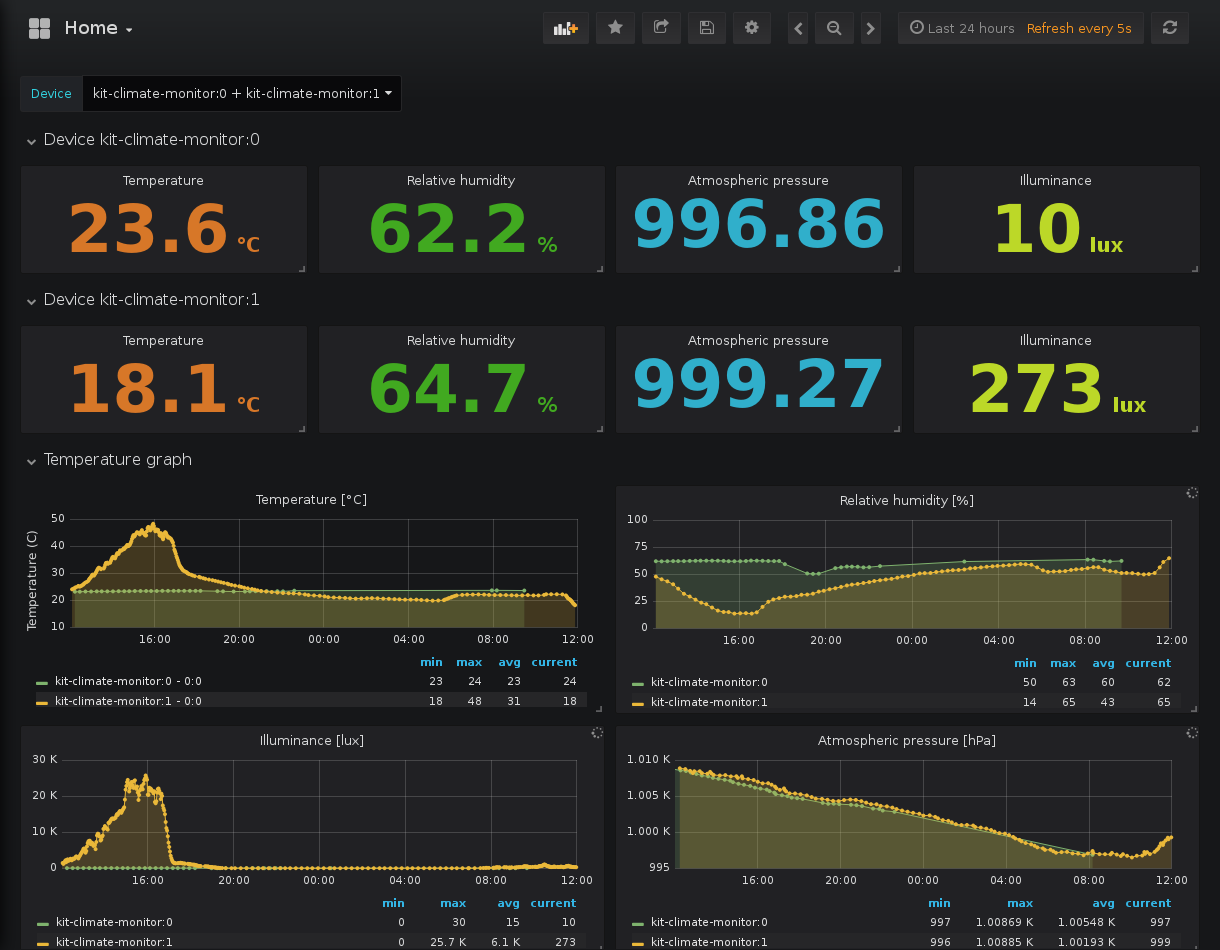 Home
Last 24 hours Refresh every 5s
Device kit-climate-monitor:0 + kit-climate-monitor:1
Device kit-climate-monitor:0
Temperature Relative humidity Atmospheric pressure Illuminance
23.6 °C 62.2 % 996.86 10 lux
Device kit-climate-monitor:1
Temperature Relative humidity Atmospheric pressure Illuminance
18.1 °C 64.7 % 999.27 273 lux
Temperature graph
Temperature [°C]
Temperature (C)
50
40
30
20
10
16:00 20:00 00:00 04:00 08:00 12:00
min max avg current
kit-climate-monitor:0 - 0:0 23 24 23 24
kit-climate-monitor:1 - 0:0 18 48 31 18
Relative humidity [%]
100
75
50
25
0
16:00 20:00 00:00 04:00 08:00 12:00
min max avg current
kit-climate-monitor:0 50 63 60 62
kit-climate-monitor:1 14 65 43 65
Illuminance [lux]
30 K
20 K
10 K
0
16:00 20:00 00:00 04:00 08:00 12:00
min max avg current
kit-climate-monitor:0 0 30 15 10
kit-climate-monitor:1 0 25.7 K 6.1 K 273
Atmospheric pressure [hPa]
1.010 K
1.005 K
1.000 K
995
16:00 20:00 00:00 04:00 08:00 12:00
min max avg current
kit-climate-monitor:0 997 1.00869 K 1.00548 K 997
kit-climate-monitor:1 996 1.00885 K 1.00193 K 999